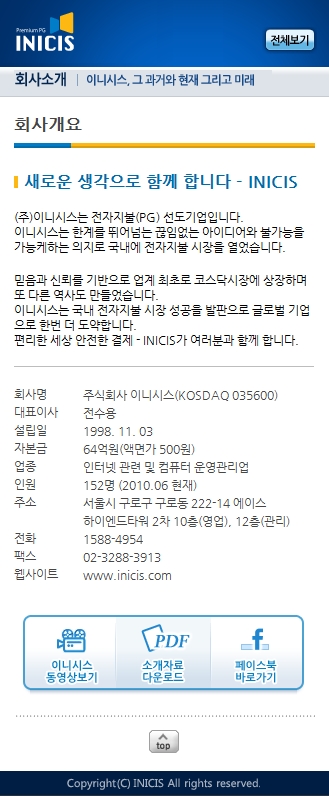 Premium PG
INICIS
전체보기
회사소개 | 이니시스, 그 과거와 현재 그리고 미래
회사개요
새로운 생각으로 함께 합니다 - INICIS
(주)이니시스는 전자지불(PG) 선도기업입니다.
이니시스는 한계를 뛰어넘는 끊임없는 아이디어와 불가능을
가능케하는 의지로 국내에 전자지불 시장을 열었습니다.
믿음과 신뢰를 기반으로 업계 최초로 코스닥시장에 상장하며
또 다른 역사도 만들었습니다.
이니시스는 국내 전자지불 시장 성공을 발판으로 글로벌 기업
으로 한번 더 도약합니다.
편리한 세상 안전한 결제 - INICIS가 여러분과 함께 합니다.
회사명 주식회사 이니시스(KOSDAQ 035600)
대표이사 전수용
설립일 1998. 11. 03
자본금 64억원(액면가 500원)
업종 인터넷 관련 및 컴퓨터 운영관리업
인원 152명 (2010.06 현재)
주소 서울시 구로구 구로동 222-14 에이스
하이엔드타워 2차 10층(영업), 12층(관리)
전화 1588-4954
팩스 02-3288-3913
웹사이트 www.inicis.com
PDF
이니시스 소개자료 페이스북
동영상보기 다운로드 바로가기
top
Copyright(C) INICIS All rights reserved.